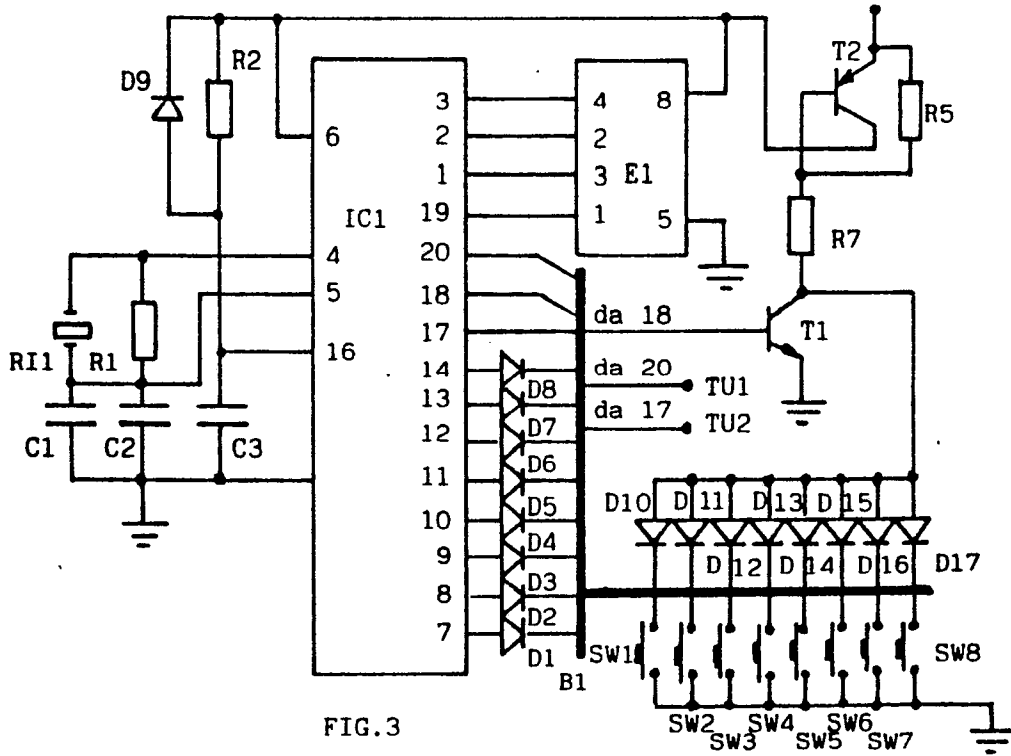 T2
R2
D9
R5
3
4
8
6
2
2
1
3
E1
IC1
19
1
5
R7
4
20
5
18
da 18
T1
17
RI1
R1
16
14
da 20
TU1
D8
13
da 17
TU2
D7
12
C1
C2
C3
D6
11
D5
D10
D 11
D 13
D 15
10
D4
D 12
D 14
D 16
D17
9
D3
8
D2
7
D1
SW1
SW8
B1
SW2
SW4
SW6
FIG.3
SW3
SW5
SW7